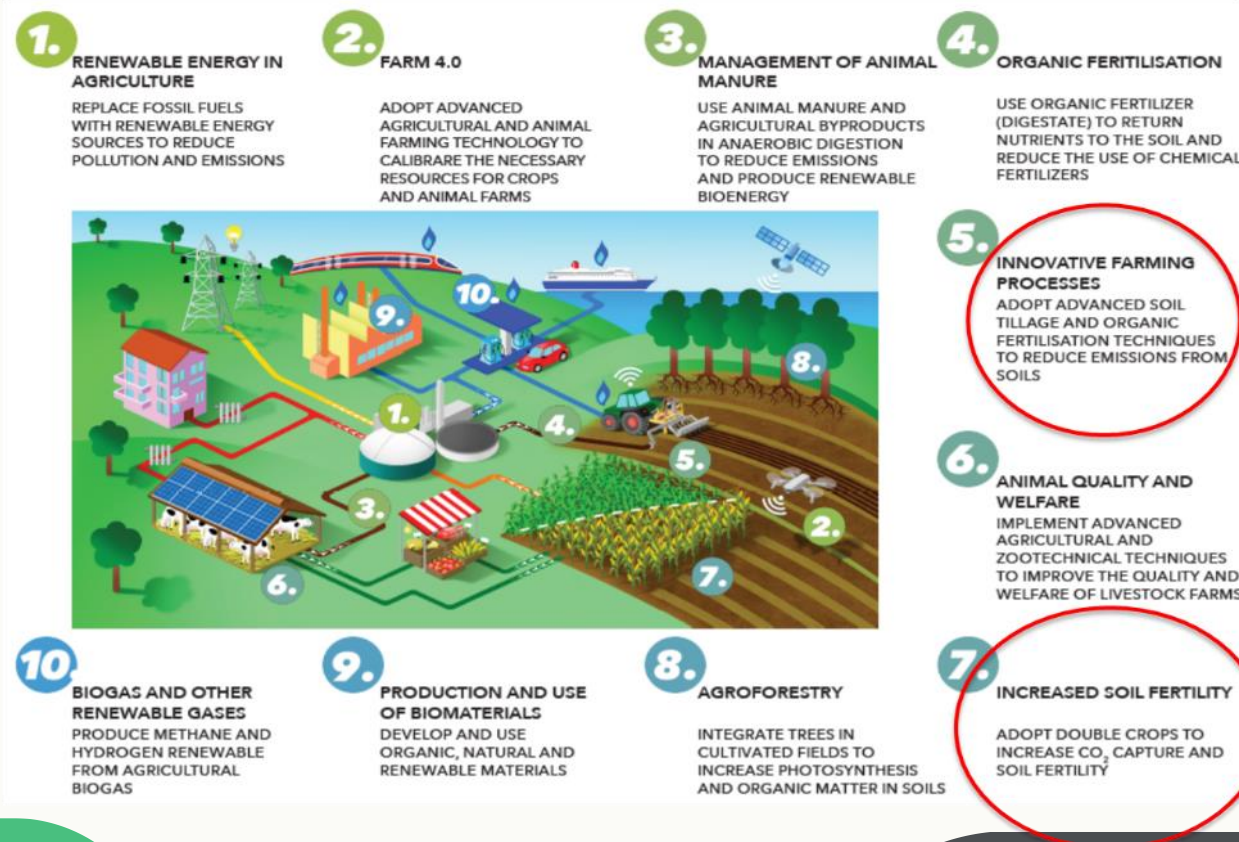 1.
RENEWABLE ENERGY IN
AGRICULTURE
REPLACE FOSSIL FUELS
WITH RENEWABLE ENERGY
SOURCES TO REDUCE
POLLUTION AND EMISSIONS
2.
FARM 4.0
ADOPT ADVANCED
AGRICULTURAL AND ANIMAL
FARMING TECHNOLOGY TO
CALIBRARE THE NECESSARY
RESOURCES FOR CROPS
AND ANIMAL FARMS
3.
MANAGEMENT OF ANIMAL
MANURE
USE ANIMAL MANURE AND
AGRICULTURAL BYPRODUCTS
IN ANAEROBIC DIGESTION
TO REDUCE EMISSIONS
AND PRODUCE RENEWABLE
BIOENERGY
4.
ORGANIC FERITILISATION
USE ORGANIC FERTILIZER
(DIGESTATE) TO RETURN
NUTRIENTS TO THE SOIL AND
REDUCE THE USE OF CHEMICAL
FERTILIZERS
5.
INNOVATIVE FARMING
PROCESSES
ADOPT ADVANCED SOIL
TILLAGE AND ORGANIC
FERTILISATION TECHNIQUES
TO REDUCE EMISSIONS FROM
SOILS
6.
ANIMAL QUALITY AND
WELFARE
IMPLEMENT ADVANCED
AGRICULTURAL AND
ZOOTECHNICAL TECHNIQUES
TO IMPROVE THE QUALITY AND
WELFARE OF LIVESTOCK FARMS
7.
INCREASED SOIL FERTILITY
ADOPT DOUBLE CROPS TO
INCREASE CO₂ CAPTURE AND
SOIL FERTILITY
10.
9.
8.
1.
4.
5.
3.
2.
7.
6.
10.
BIOGAS AND OTHER
RENEWABLE GASES
PRODUCE METHANE AND
HYDROGEN RENEWABLE
FROM AGRICULTURAL
BIOGAS
9.
PRODUCTION AND USE
OF BIOMATERIALS
DEVELOP AND USE
ORGANIC, NATURAL AND
RENEWABLE MATERIALS
8.
AGROFORESTRY
INTEGRATE TREES IN
CULTIVATED FIELDS TO
INCREASE PHOTOSYNTHESIS
AND ORGANIC MATTER IN SOILS